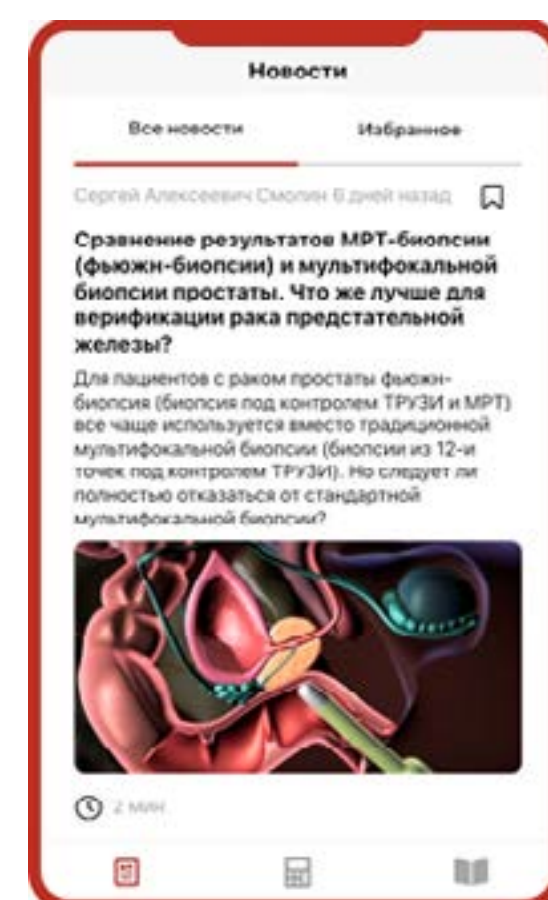 Новости
Все новости
Избранное
Сергей Алексеевич Смолин 6 дней назад
Сравнение результатов МРТ-биопсии
(фьюжн-биопсии) и мультифокальной
биопсии простаты. Что же лучше для
верификации рака предстательной
железы?
Для пациентов с раком простаты фьюжн-
биопсия (биопсия под контролем ТРУЗИ и МРТ)
все чаще используется вместо традиционной
мультифокальной биопсии (биопсии из 12-и
точек под контролем ТРУЗИ). Но следует ли
полностью отказаться от стандартной
мультифокальной биопсии?
2 мин